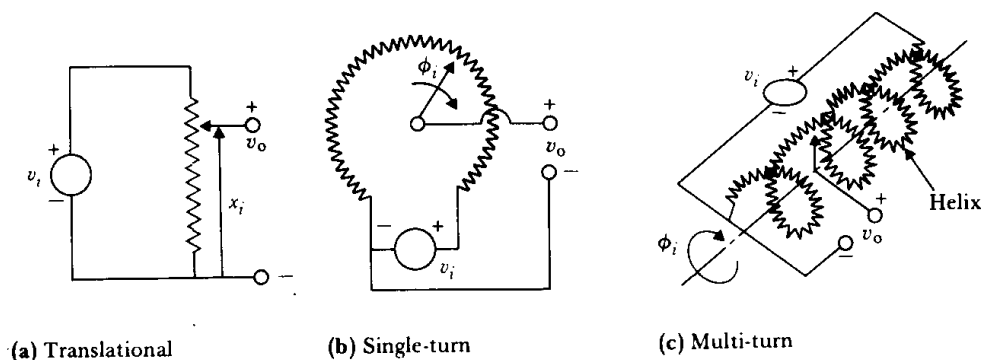 +
v_i
−
+
v_o
x_i
−
(a) Translational
ϕ_i
+
v_o
−
− +
v_i
(b) Single-turn
v_i
+
−
Helix
+
v_o
−
ϕ_i
(c) Multi-turn